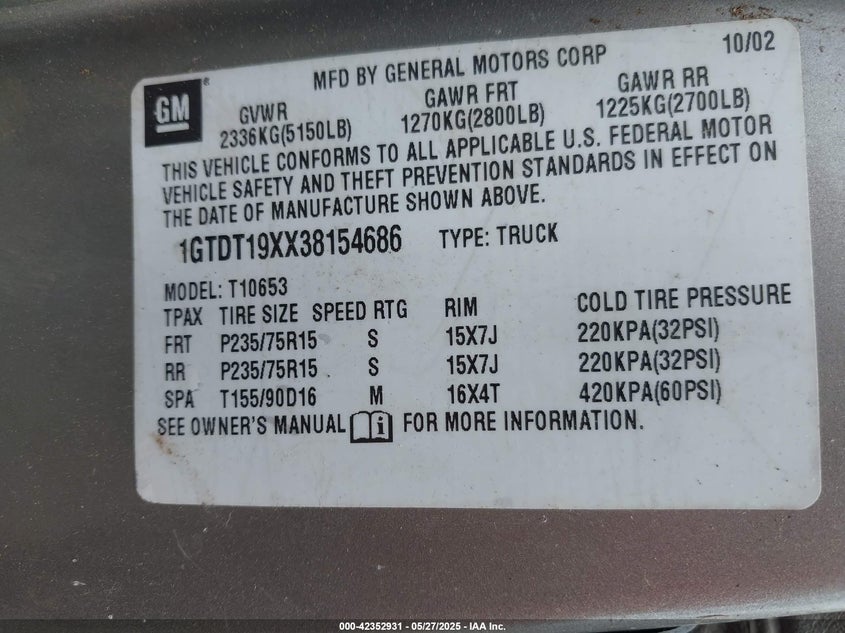 GM ®
MFD BY GENERAL MOTORS CORP 10/02
GVWR GAWR FRT GAWR RR
2336KG(5150LB) 1270KG(2800LB) 1225KG(2700LB)
THIS VEHICLE CONFORMS TO ALL APPLICABLE U.S. FEDERAL MOTOR
VEHICLE SAFETY AND THEFT PREVENTION STANDARDS IN EFFECT ON
THE DATE OF MANUFACTURE SHOWN ABOVE.
1GTDT19XX38154686 TYPE: TRUCK
MODEL: T10653
TPAX TIRE SIZE SPEED RTG RIM COLD TIRE PRESSURE
FRT P235/75R15 S 15X7J 220KPA(32PSI)
RR P235/75R15 S 15X7J 220KPA(32PSI)
SPA T155/90D16 M 16X4T 420KPA(60PSI)
SEE OWNER'S MANUAL i FOR MORE INFORMATION.
000-42352931 - 05/27/2025 - IAA Inc.